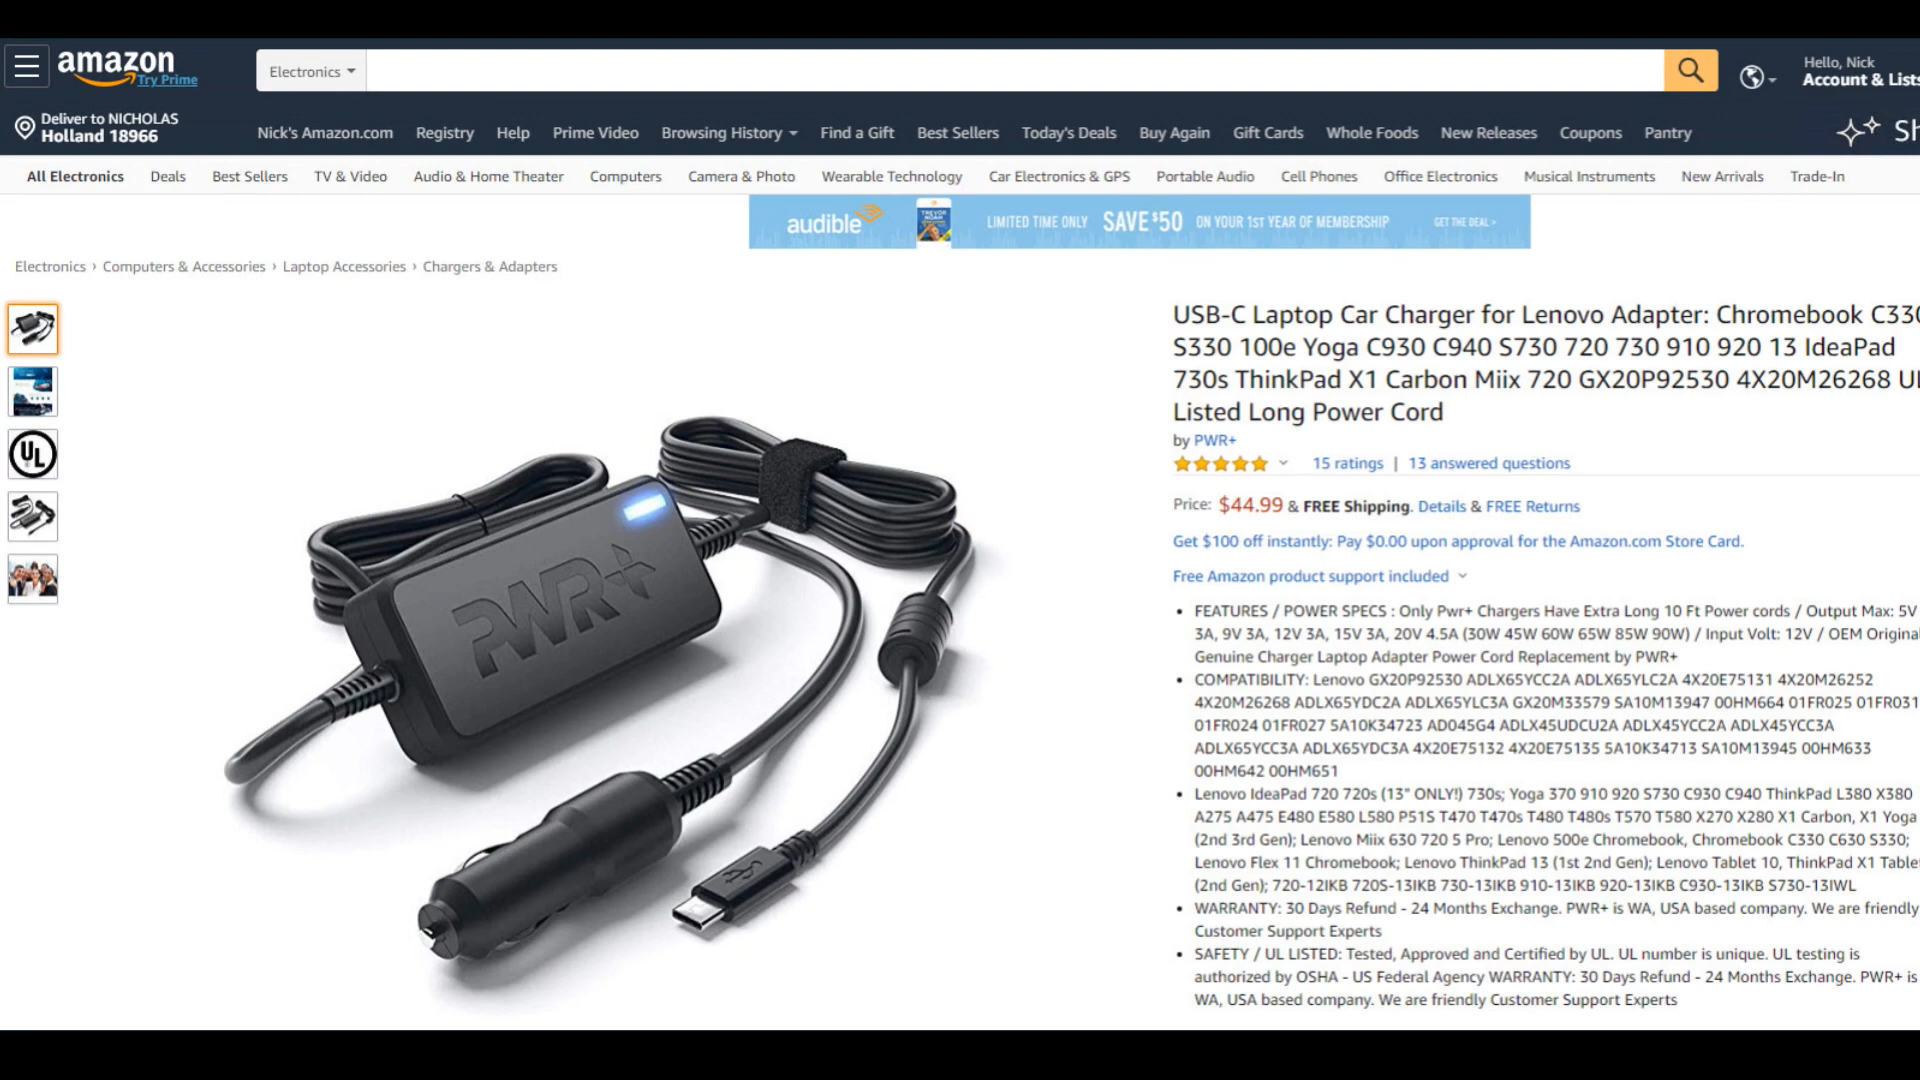 amazon
Try Prime
Electronics
Hello, Nick
Account & Lists
Deliver to NICHOLAS
Holland 18966
Nick's Amazon.com Registry Help Prime Video Browsing History Find a Gift Best Sellers Today's Deals Buy Again Gift Cards Whole Foods New Releases Coupons Pantry Sh
All Electronics Deals Best Sellers TV & Video Audio & Home Theater Computers Camera & Photo Wearable Technology Car Electronics & GPS Portable Audio Cell Phones Office Electronics Musical Instruments New Arrivals Trade-In
audible TREVOR NOAH LIMITED TIME ONLY SAVE $50 ON YOUR 1ST YEAR OF MEMBERSHIP GET THE DEAL >
Electronics › Computers & Accessories › Laptop Accessories › Chargers & Adapters
UL
PWR+
USB-C Laptop Car Charger for Lenovo Adapter: Chromebook C330
S330 100e Yoga C930 C940 S730 720 730 910 920 13 IdeaPad
730s ThinkPad X1 Carbon Miix 720 GX20P92530 4X20M26268 UL
Listed Long Power Cord
by PWR+
15 ratings | 13 answered questions
Price: $44.99 & FREE Shipping. Details & FREE Returns
Get $100 off instantly: Pay $0.00 upon approval for the Amazon.com Store Card.
Free Amazon product support included
• FEATURES / POWER SPECS : Only Pwr+ Chargers Have Extra Long 10 Ft Power cords / Output Max: 5V
3A, 9V 3A, 12V 3A, 15V 3A, 20V 4.5A (30W 45W 60W 65W 85W 90W) / Input Volt: 12V / OEM Original
Genuine Charger Laptop Adapter Power Cord Replacement by PWR+
• COMPATIBILITY: Lenovo GX20P92530 ADLX65YCC2A ADLX65YLC2A 4X20E75131 4X20M26252
4X20M26268 ADLX65YDC2A ADLX65YLC3A GX20M33579 SA10M13947 00HM664 01FR025 01FR031
01FR024 01FR027 5A10K34723 AD045G4 ADLX45UDCU2A ADLX45YCC2A ADLX45YCC3A
ADLX65YCC3A ADLX65YDC3A 4X20E75132 4X20E75135 5A10K34713 SA10M13945 00HM633
00HM642 00HM651
• Lenovo IdeaPad 720 720s (13" ONLY!) 730s; Yoga 370 910 920 S730 C930 C940 ThinkPad L380 X380
A275 A475 E480 E580 L580 P51S T470 T470s T480 T480s T570 T580 X270 X280 X1 Carbon, X1 Yoga
(2nd 3rd Gen); Lenovo Miix 630 720 5 Pro; Lenovo 500e Chromebook, Chromebook C330 C630 S330;
Lenovo Flex 11 Chromebook; Lenovo ThinkPad 13 (1st 2nd Gen); Lenovo Tablet 10, ThinkPad X1 Tablet
(2nd Gen); 720-12IKB 720S-13IKB 730-13IKB 910-13IKB 920-13IKB C930-13IKB S730-13IWL
• WARRANTY: 30 Days Refund - 24 Months Exchange. PWR+ is WA, USA based company. We are friendly
Customer Support Experts
• SAFETY / UL LISTED: Tested, Approved and Certified by UL. UL number is unique. UL testing is
authorized by OSHA - US Federal Agency WARRANTY: 30 Days Refund - 24 Months Exchange. PWR+ is
WA, USA based company. We are friendly Customer Support Experts